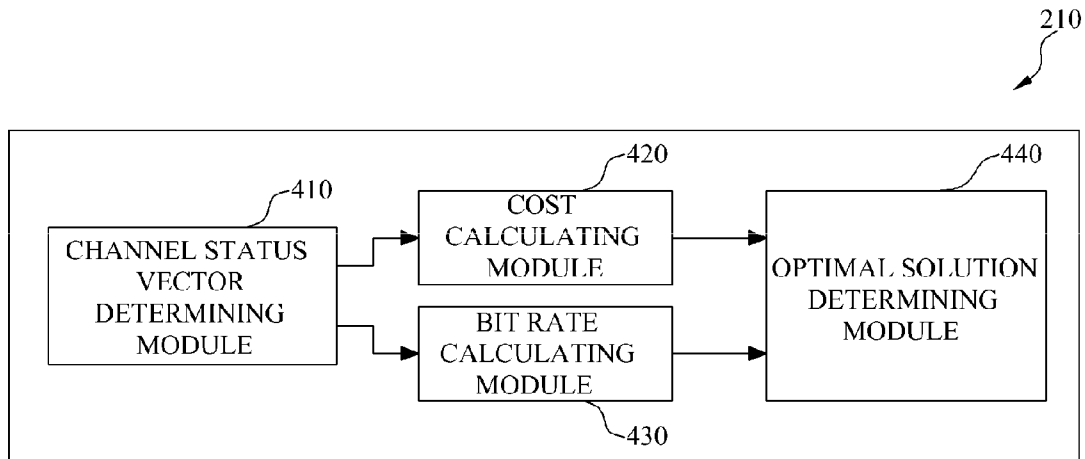 210
410
CHANNEL STATUS
VECTOR
DETERMINING
MODULE
420
COST
CALCULATING
MODULE
BIT RATE
CALCULATING
MODULE
430
440
OPTIMAL SOLUTION
DETERMINING
MODULE